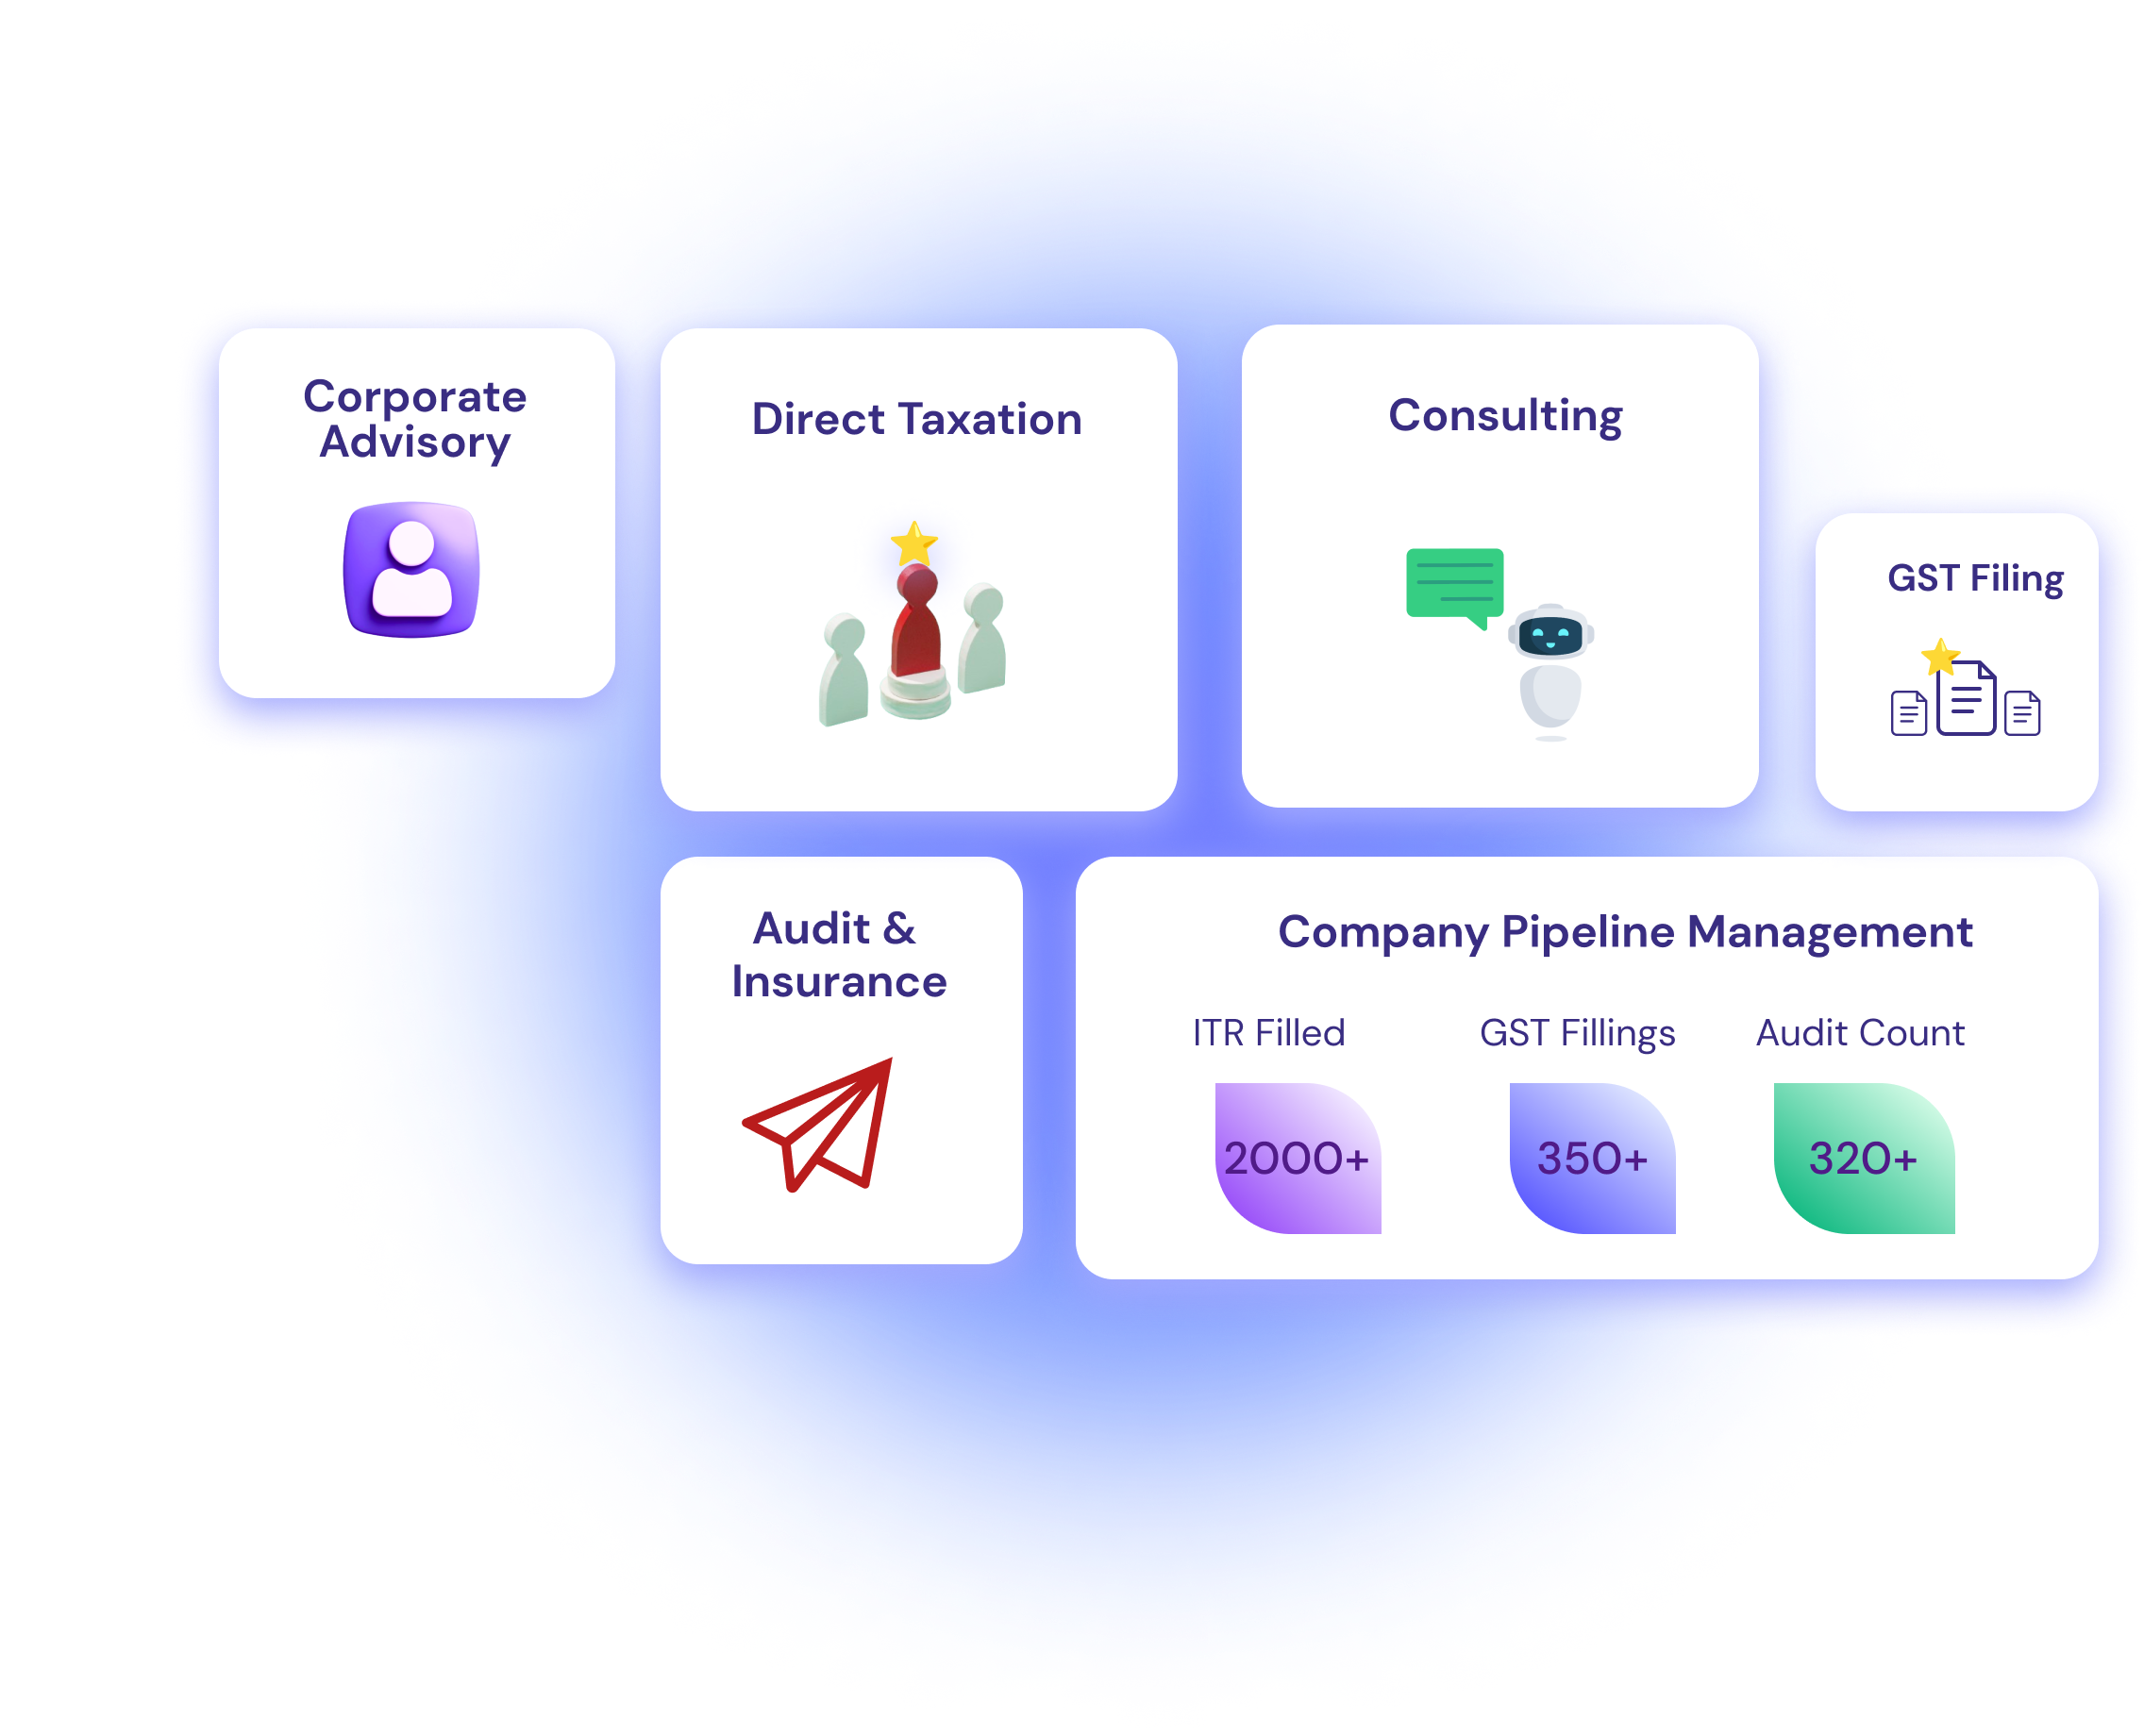 Corporate
Advisory
Direct Taxation
Consulting
GST Filing
Audit &
Insurance
Company Pipeline Management
ITR Filled
GST Fillings
Audit Count
2000+
350+
320+